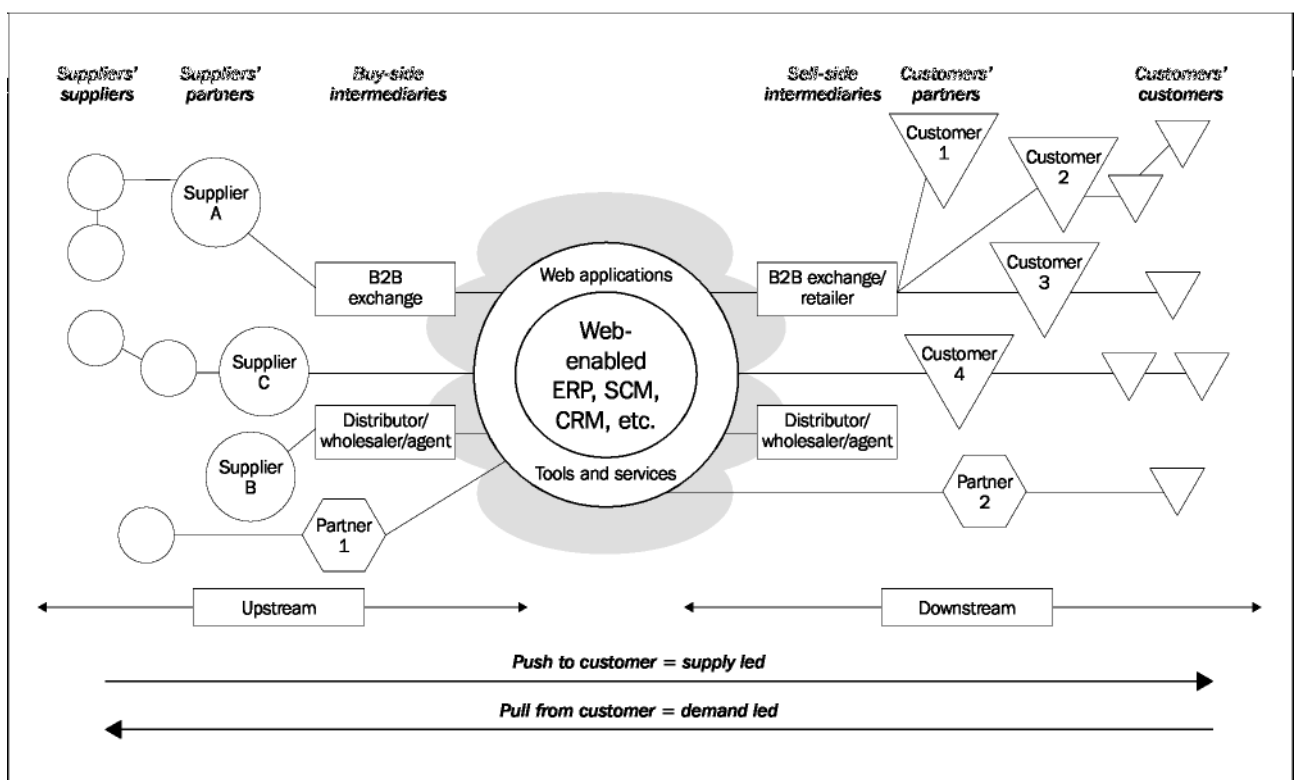 Suppliers'
suppliers
Suppliers'
partners
Buy-side
intermediaries
Sell-side
intermediaries
Customers'
partners
Customers'
customers
Customer
1
Customer
2
Supplier
A
B2B
exchange
Web applications
B2B exchange/
retailer
Customer
3
Web-
enabled
ERP, SCM,
CRM, etc.
Supplier
C
Customer
4
Distributor/
wholesaler/agent
Distributor/
wholesaler/agent
Supplier
B
Tools and services
Partner
1
Partner
2
Upstream
Downstream
Push to customer = supply led
Pull from customer = demand led